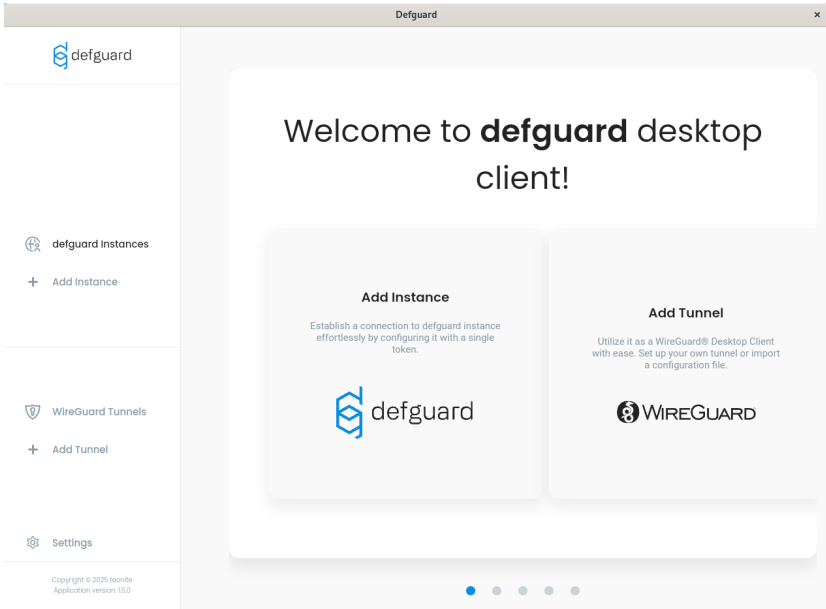 Defguard
×
defguard
Welcome to defguard desktop
client!
defguard Instances
Add Instance
WireGuard Tunnels
Add Tunnel
Settings
Copyright © 2025 teonite
Application version: 1.5.0
Add Instance
Establish a connection to defguard instance
effortlessly by configuring it with a single
token.
defguard
Add Tunnel
Utilize it as a WireGuard® Desktop Client
with ease. Set up your own tunnel or import
a configuration file.
WIREGUARD